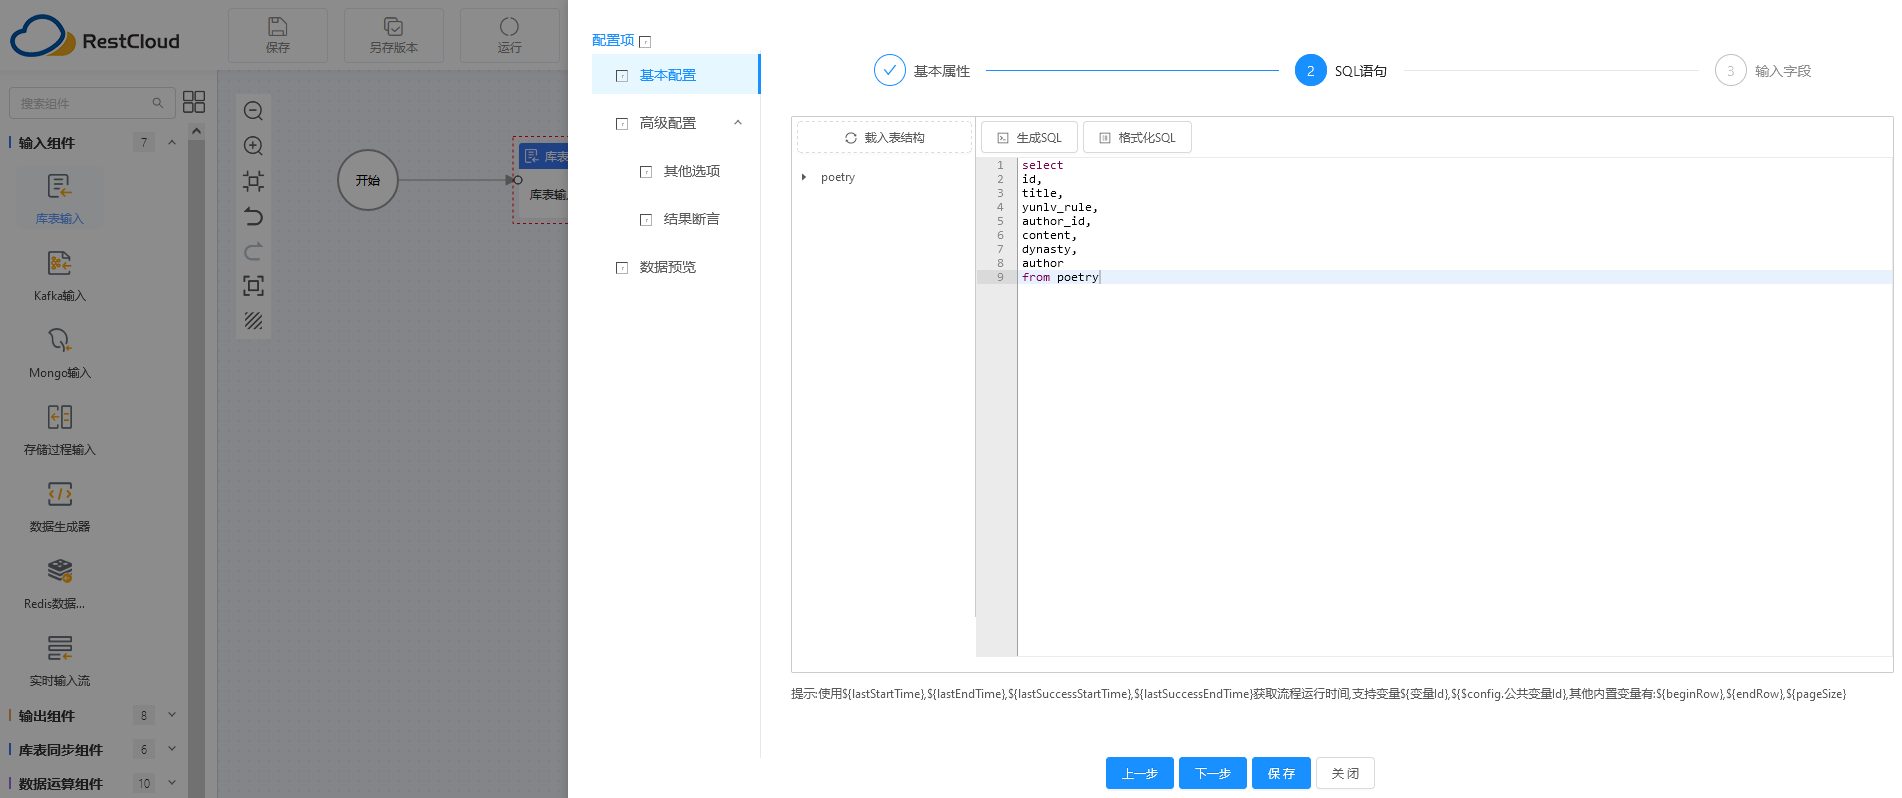 RestCloud
保存
另存版本
运行
搜索组件
输入组件
7
库表输入
Kafka输入
Mongo输入
存储过程输入
数据生成器
Redis数据...
实时输入流
输出组件
8
库表同步组件
6
数据运算组件
10
开始
库表
库表输入
配置项
基本配置
高级配置
其他选项
结果断言
数据预览
基本属性
2
SQL语句
3
输入字段
载入表结构
生成SQL
格式化SQL
poetry
1 select
2 id,
3 title,
4 yunlv_rule,
5 author_id,
6 content,
7 dynasty,
8 author
9 from poetry
提示:使用${lastStartTime},${lastEndTime},${lastSuccessStartTime},${lastSuccessEndTime}获取流程运行时间,支持变量${变量Id},${$config.公共变量Id},其他内置变量有:${beginRow},${endRow},${pageSize}
上一步
下一步
保 存
关 闭